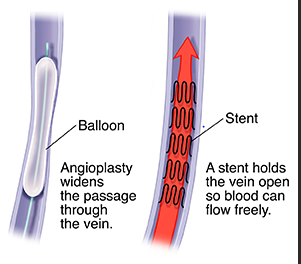 Balloon
Angioplasty
widens
the passage
through
the vein.
Stent
A stent holds
the vein open
so blood can
flow freely.